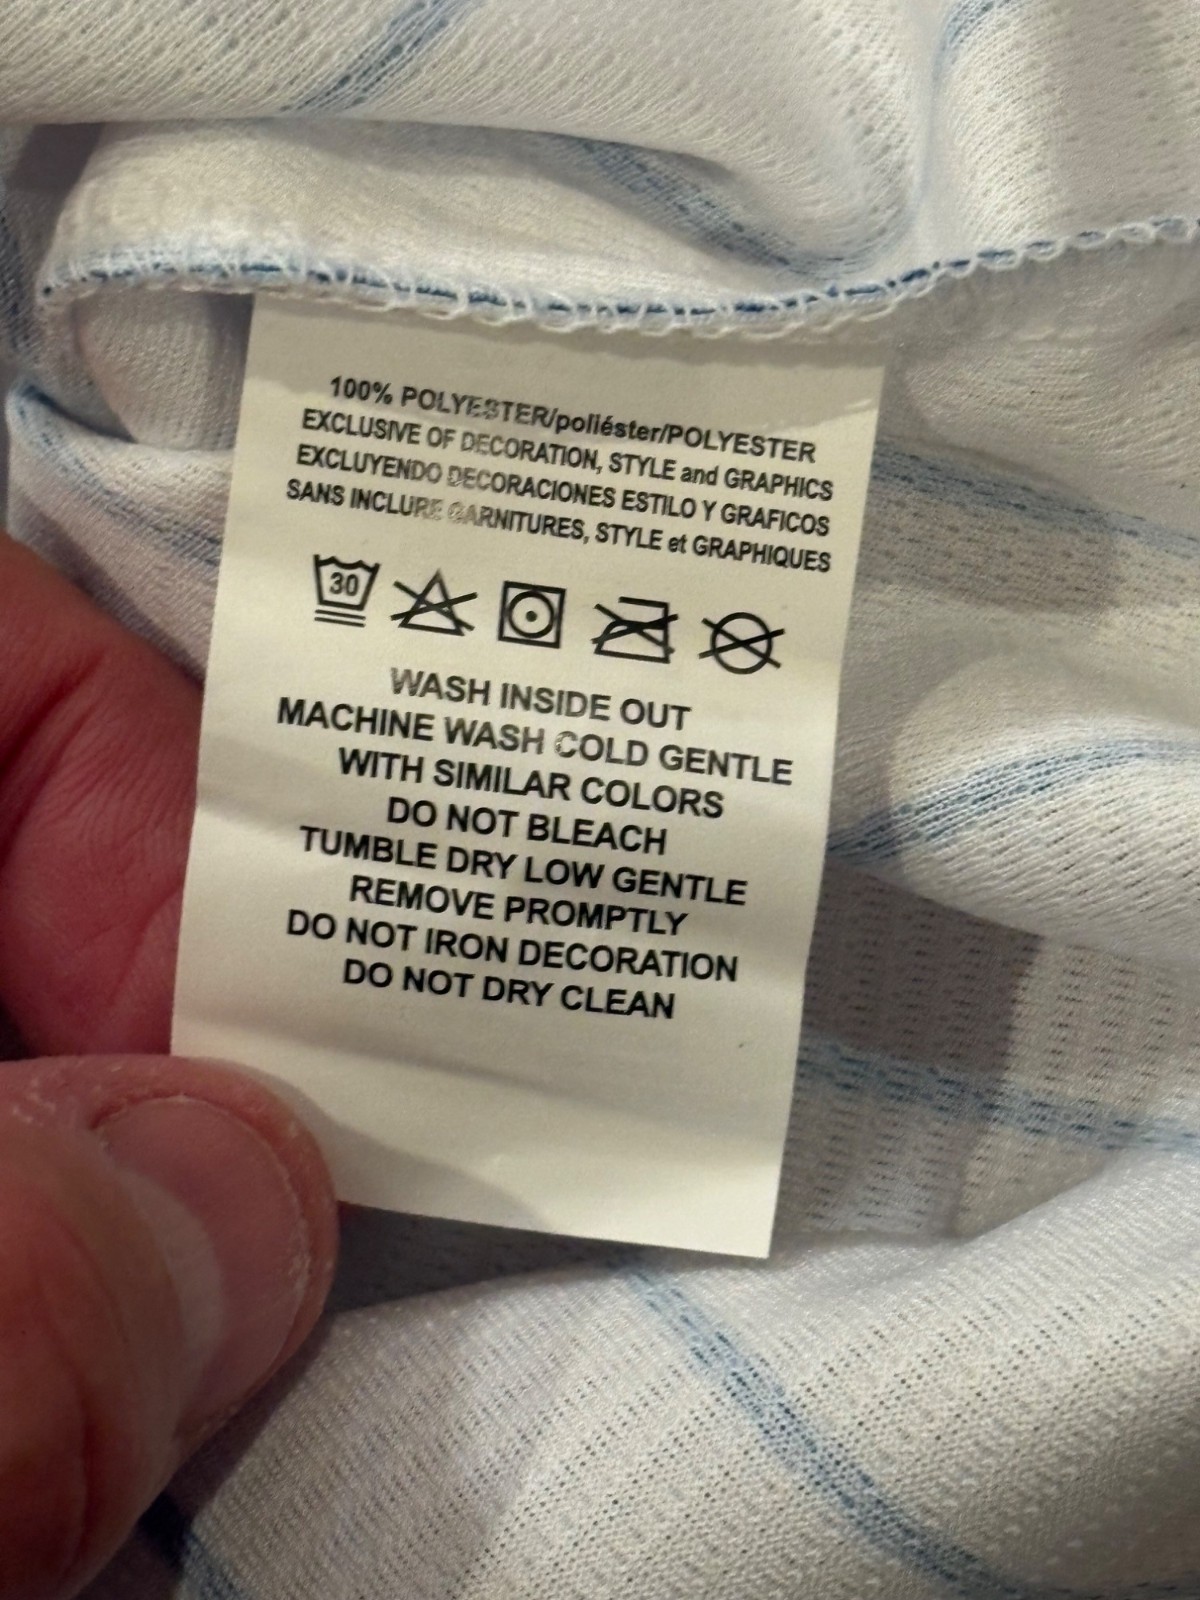 100% POLYESTER/poliéster/POLYESTER
EXCLUSIVE OF DECORATION, STYLE and GRAPHICS
EXCLUYENDO DECORACIONES ESTILO Y GRAFICOS
SANS INCLURE GARNITURES, STYLE et GRAPHIQUES
30
WASH INSIDE OUT
MACHINE WASH COLD GENTLE
WITH SIMILAR COLORS
DO NOT BLEACH
TUMBLE DRY LOW GENTLE
REMOVE PROMPTLY
DO NOT IRON DECORATION
DO NOT DRY CLEAN